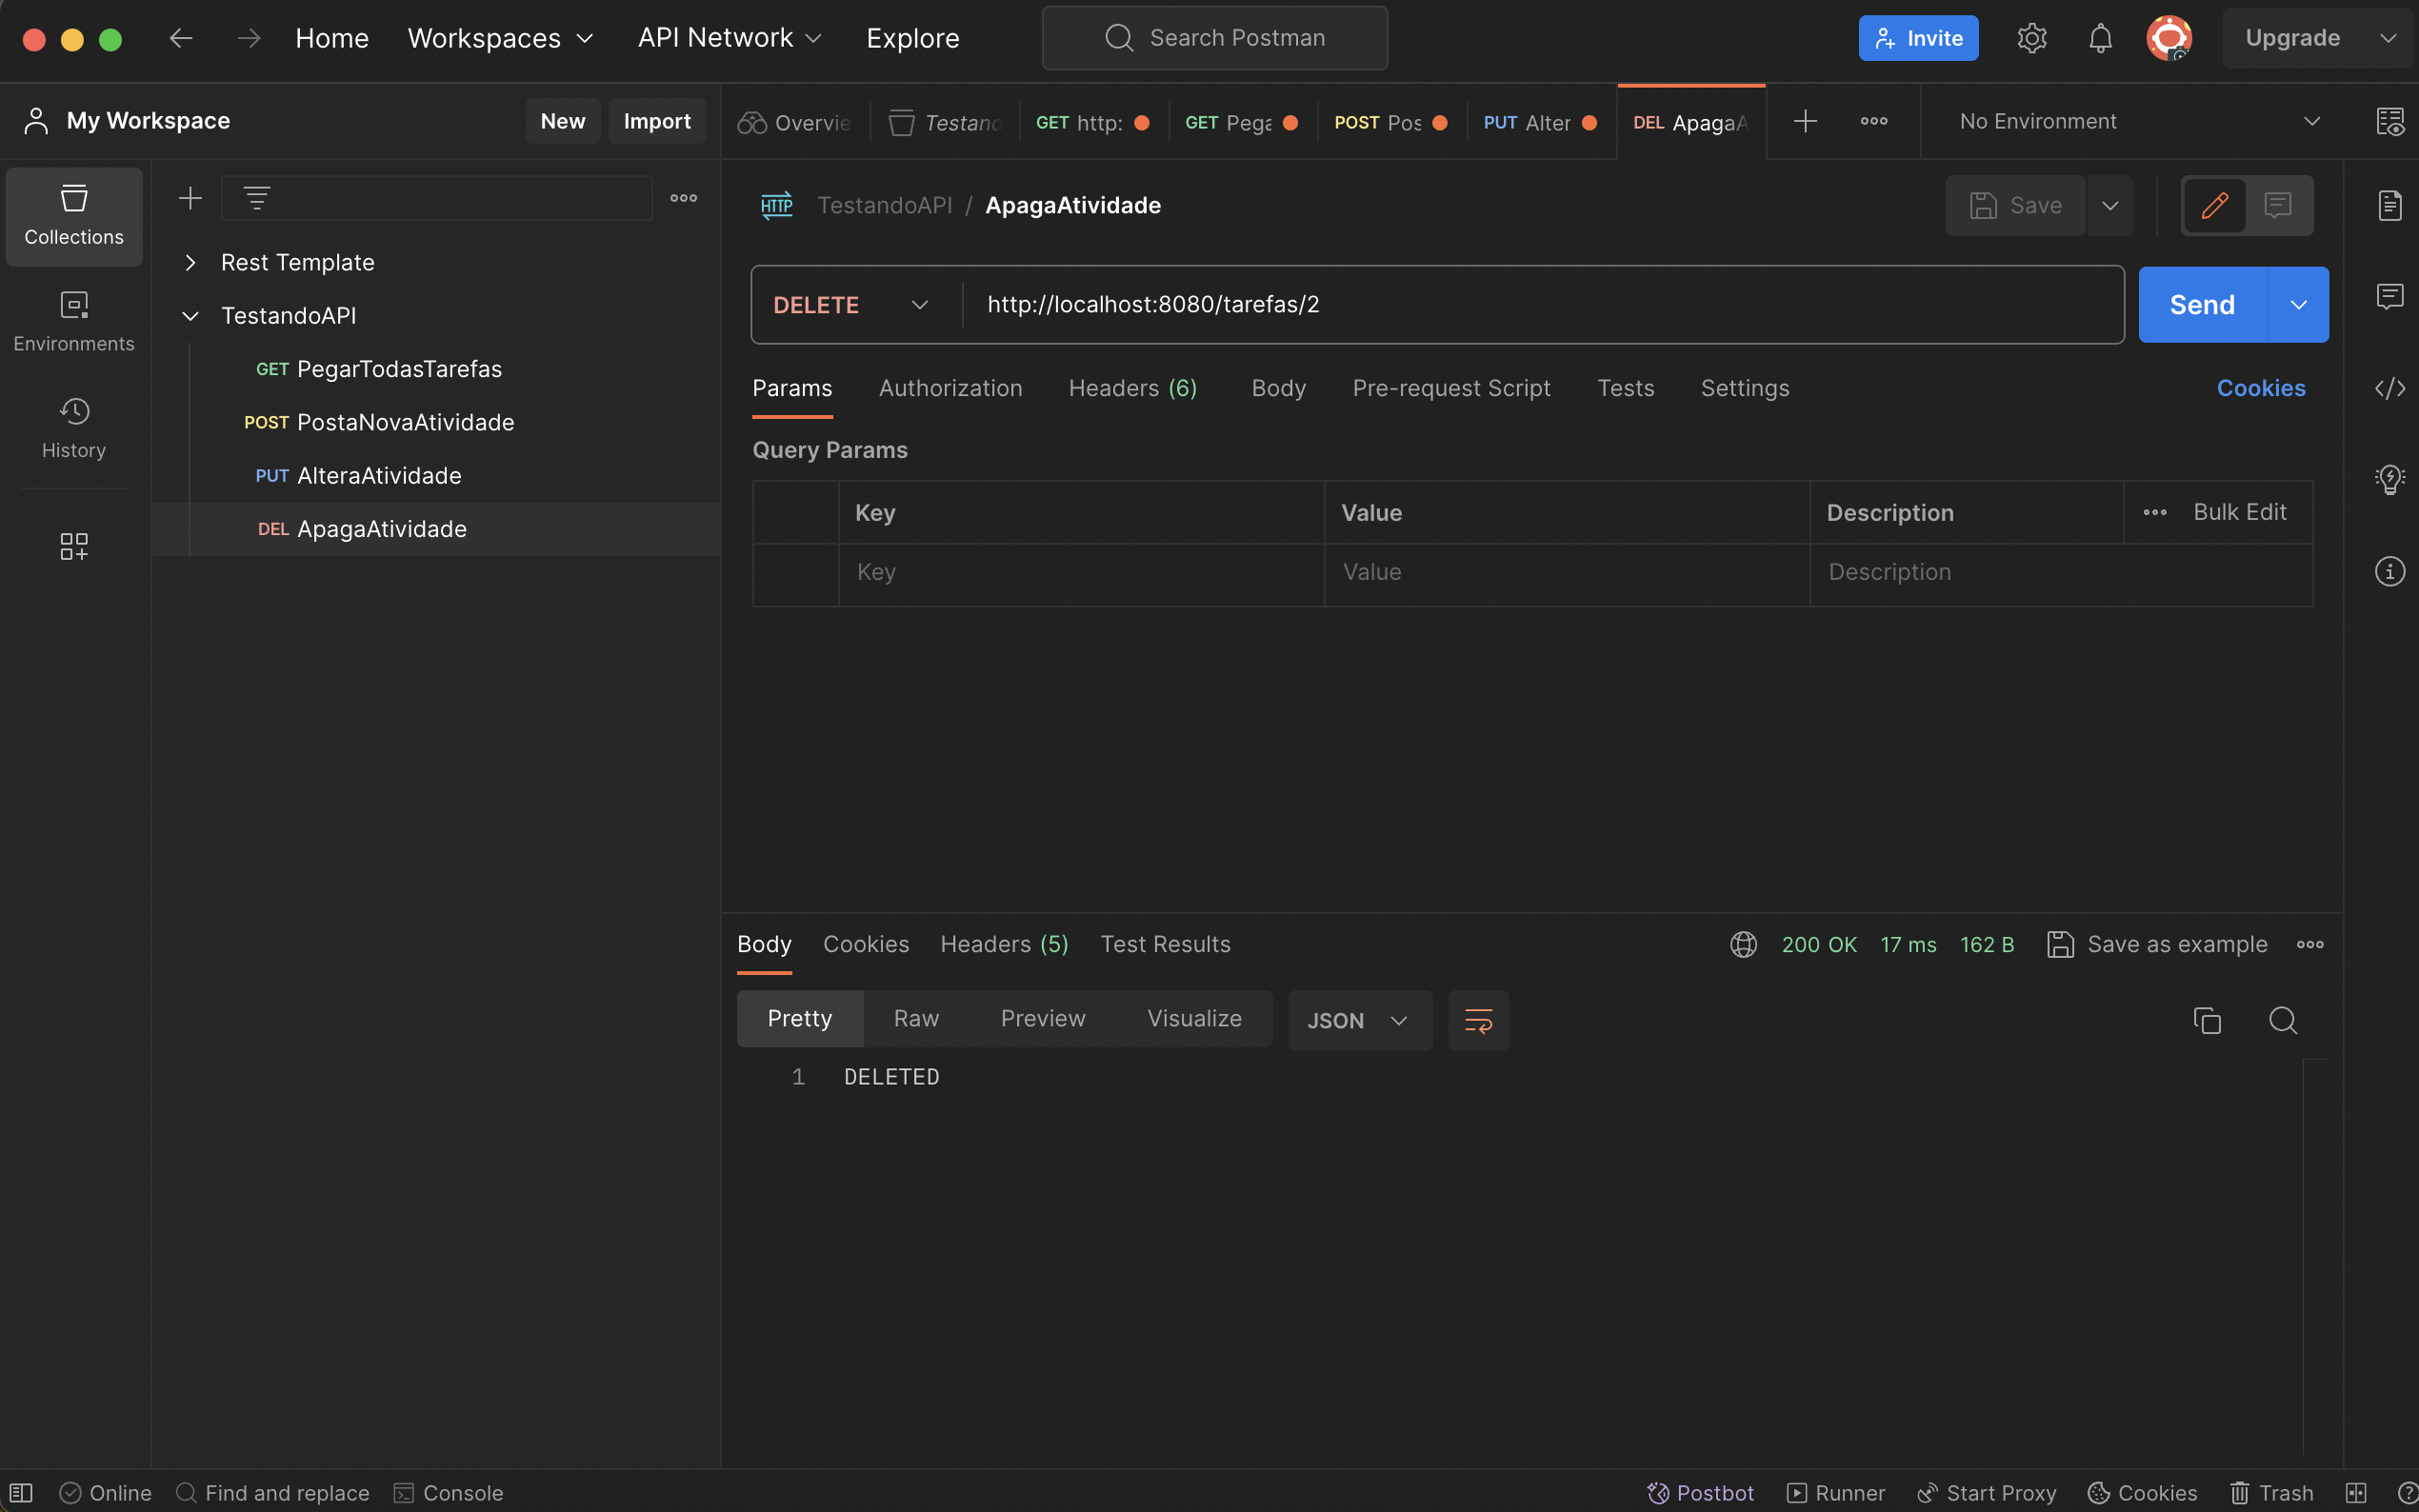 Home Workspaces API Network Explore Search Postman Invite Upgrade
My Workspace New Import
Overvie Testand GET http: GET Pega POST Pos PUT Alter DEL ApagaA No Environment
Collections
Environments
History
Rest Template
TestandoAPI
GET PegarTodasTarefas
POST PostaNovaAtividade
PUT AlteraAtividade
DEL ApagaAtividade
HTTP TestandoAPI / ApagaAtividade Save
DELETE http://localhost:8080/tarefas/2 Send
Params Authorization Headers (6) Body Pre-request Script Tests Settings Cookies
Query Params
Key Value Description Bulk Edit
Key Value Description
Body Cookies Headers (5) Test Results 200 OK 17 ms 162 B Save as example
Pretty Raw Preview Visualize JSON
1 DELETED
Online Find and replace Console Postbot Runner Start Proxy Cookies Trash